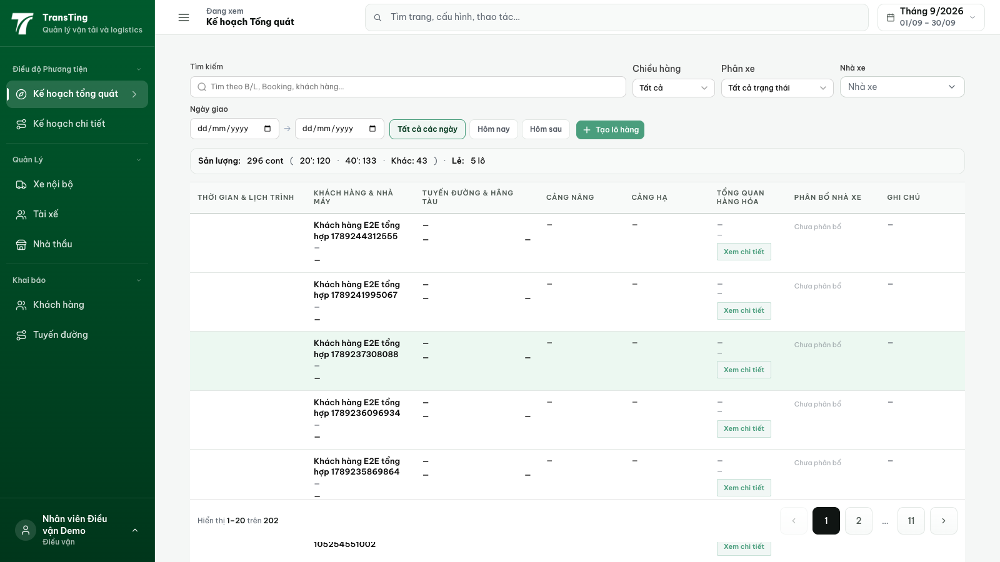 TransTing
Quản lý vận tải và logistics
Điều độ Phương tiện
Kế hoạch tổng quát
Kế hoạch chi tiết
Quản Lý
Xe nội bộ
Tài xế
Nhà thầu
Khai báo
Khách hàng
Tuyến đường
Nhân viên Điều
vận Demo
Điều vận
Đang xem
Kế hoạch Tổng quát
Tìm trang, cấu hình, thao tác...
Tháng 9/2026
01/09 – 30/09
Tìm kiếm
Tìm theo B/L, Booking, khách hàng...
Chiều hàng
Tất cả
Phân xe
Tất cả trạng thái
Nhà xe
Nhà xe
Ngày giao
dd/mm/yyyy → dd/mm/yyyy
Tất cả các ngày
Hôm nay
Hôm sau
+ Tạo lô hàng
Sản lượng: 296 cont ( 20': 120 · 40': 133 · Khác: 43 ) · Lẻ: 5 lô
THỜI GIAN & LỊCH TRÌNH
KHÁCH HÀNG & NHÀ
MÁY
TUYẾN ĐƯỜNG & HÃNG
TÀU
CẢNG NÂNG
CẢNG HẠ
TỔNG QUAN
HÀNG HÓA
PHÂN BỔ NHÀ XE
GHI CHÚ
Khách hàng E2E tổng
hợp 1789244312555
–
–
–
–
–
–
–
–
–
Xem chi tiết
Chưa phân bổ
–
Khách hàng E2E tổng
hợp 1789241995067
–
–
–
–
–
–
–
–
–
Xem chi tiết
Chưa phân bổ
–
Khách hàng E2E tổng
hợp 1789237308088
–
–
–
–
–
–
–
–
–
Xem chi tiết
Chưa phân bổ
–
Khách hàng E2E tổng
hợp 1789236096934
–
–
–
–
–
–
–
–
–
Xem chi tiết
Chưa phân bổ
–
Khách hàng E2E tổng
hợp 1789235869864
–
–
–
–
–
–
–
–
–
Xem chi tiết
Chưa phân bổ
–
Hiển thị 1–20 trên 202
‹ 1 2 ... 11 ›
Xem chi tiết